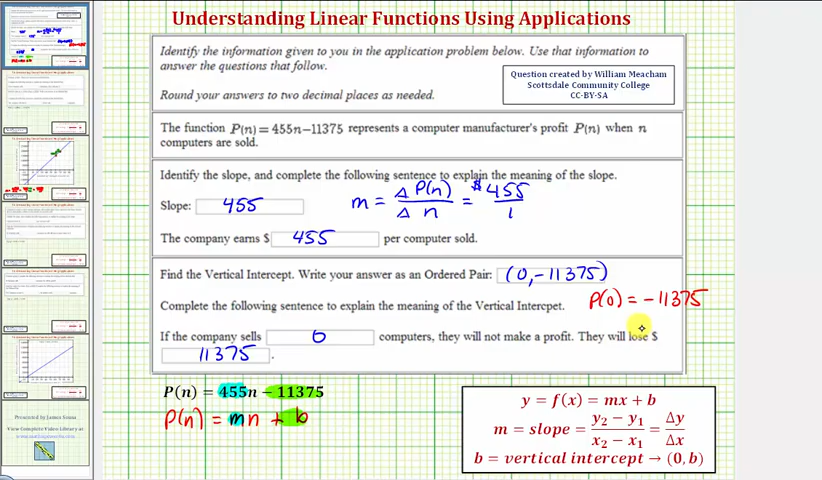 Understanding Linear Functions Using Applications
Identify the information given to you in the application problem below. Use that information to
answer the questions that follow.
Round your answers to two decimal places as needed.
Question created by William Meacham
Scottsdale Community College
CC-BY-SA
The function P(n) = 455n − 11375 represents a computer manufacturer's profit P(n) when n
computers are sold.
Identify the slope, and complete the following sentence to explain the meaning of the slope.
Slope: 455
m = Δ P(n) / Δ n = $455 / 1
The company earns $ 455 per computer sold.
Find the Vertical Intercept. Write your answer as an Ordered Pair: (0, -11375)
P(0) = -11375
Complete the following sentence to explain the meaning of the Vertical Intercpet.
If the company sells 0 computers, they will not make a profit. They will lose $
11375 .
P(n) = 455n − 11375
P(n) = mn + b
y = f(x) = mx + b
m = slope = y₂ − y₁ / x₂ − x₁ = Δy / Δx
b = vertical intercept → (0, b)
Presented by James Sousa